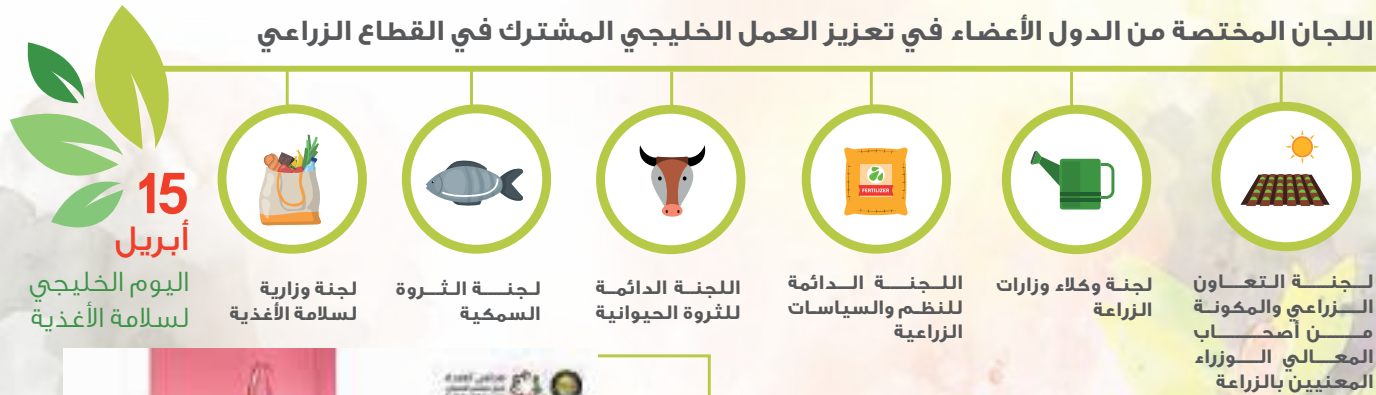 اللجان المختصة من الدول الأعضاء في تعزيز العمل الخليجي المشترك في القطاع الزراعي
لجنة التعاون
الزراعي والمكونة
من أصحاب
المعالي الوزراء
المعنيين بالزراعة
لجنة وكلاء وزارات
الزراعة
FERTILIZER
اللجنة الدائمة
للنظم والسياسات
الزراعية
اللجنة الدائمة
للثروة الحيوانية
لجنة الثروة
السمكية
لجنة وزارية
لسلامة الأغذية
15
أبريل
اليوم الخليجي
لسلامة الأغذية